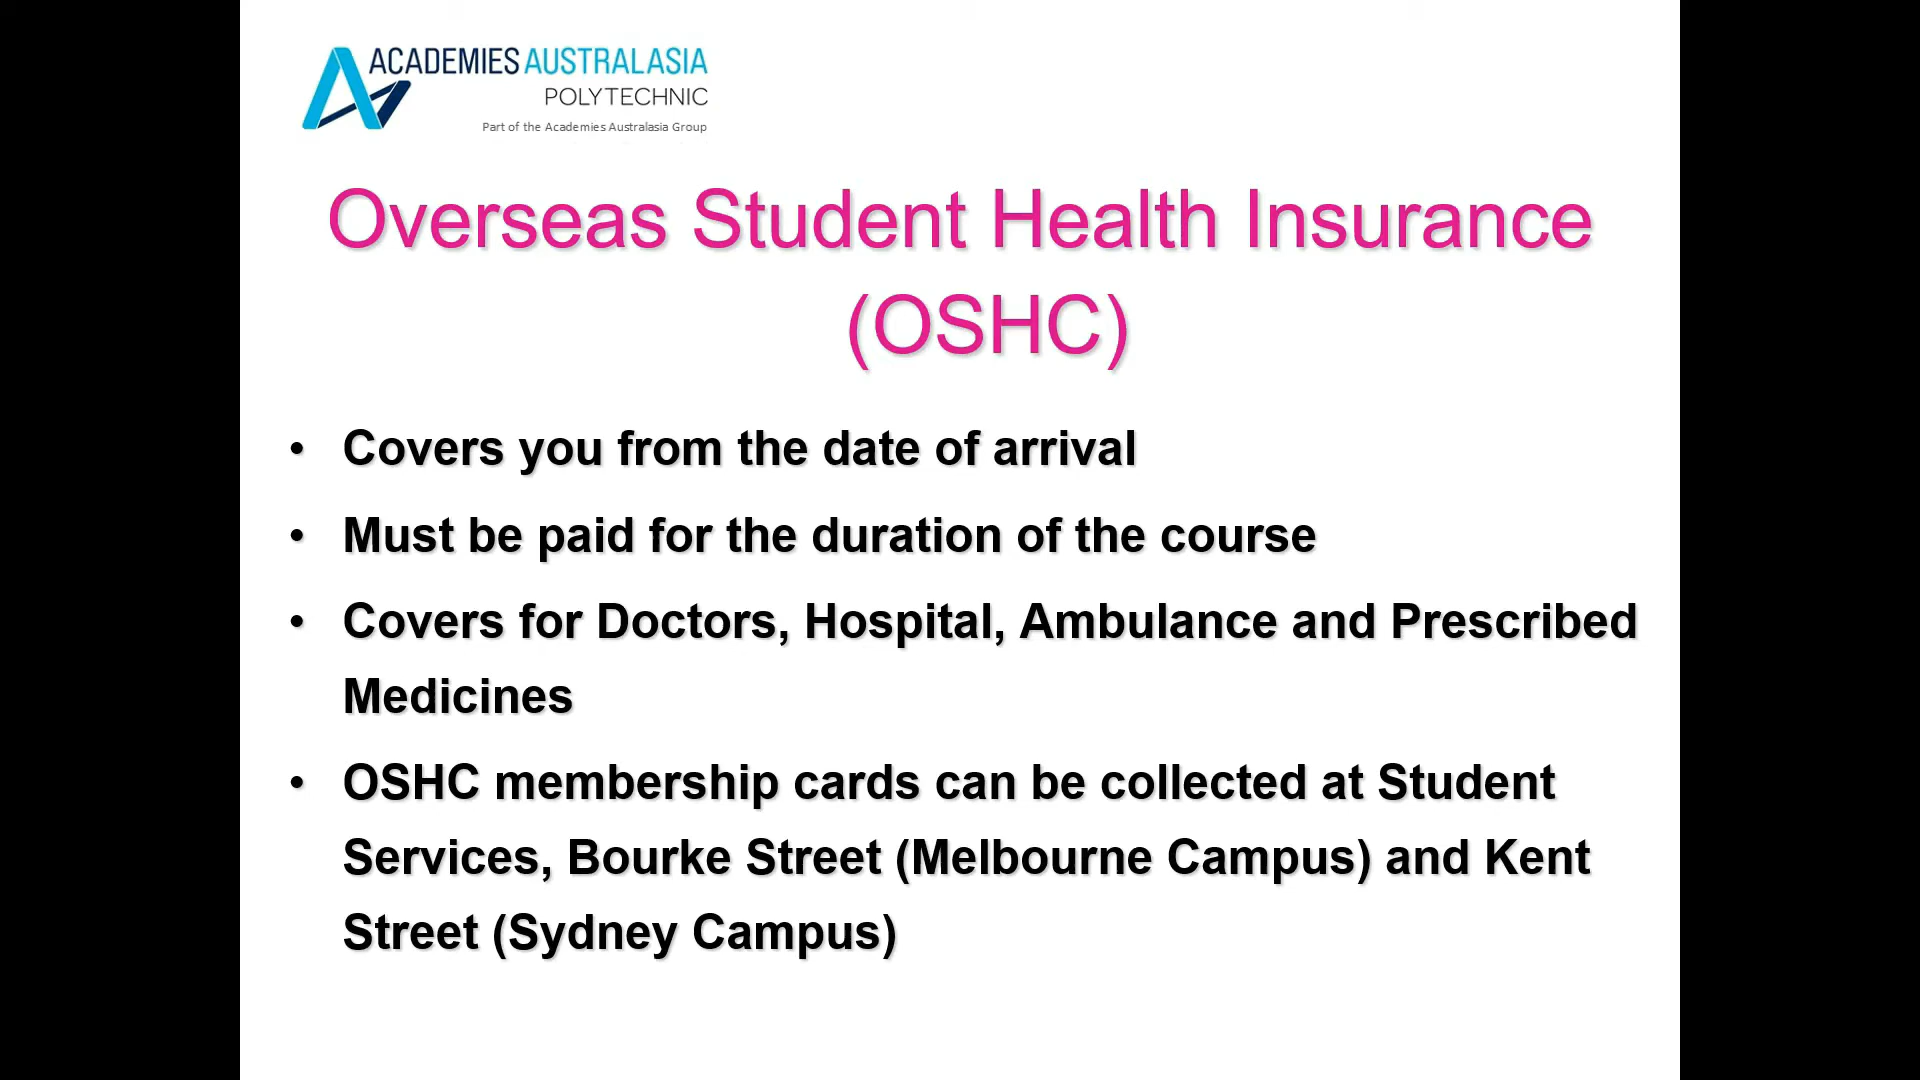 ACADEMIES AUSTRALASIA
POLYTECHNIC
Part of the Academies Australasia Group
Overseas Student Health Insurance
(OSHC)
• Covers you from the date of arrival
• Must be paid for the duration of the course
• Covers for Doctors, Hospital, Ambulance and Prescribed
Medicines
• OSHC membership cards can be collected at Student
Services, Bourke Street (Melbourne Campus) and Kent
Street (Sydney Campus)